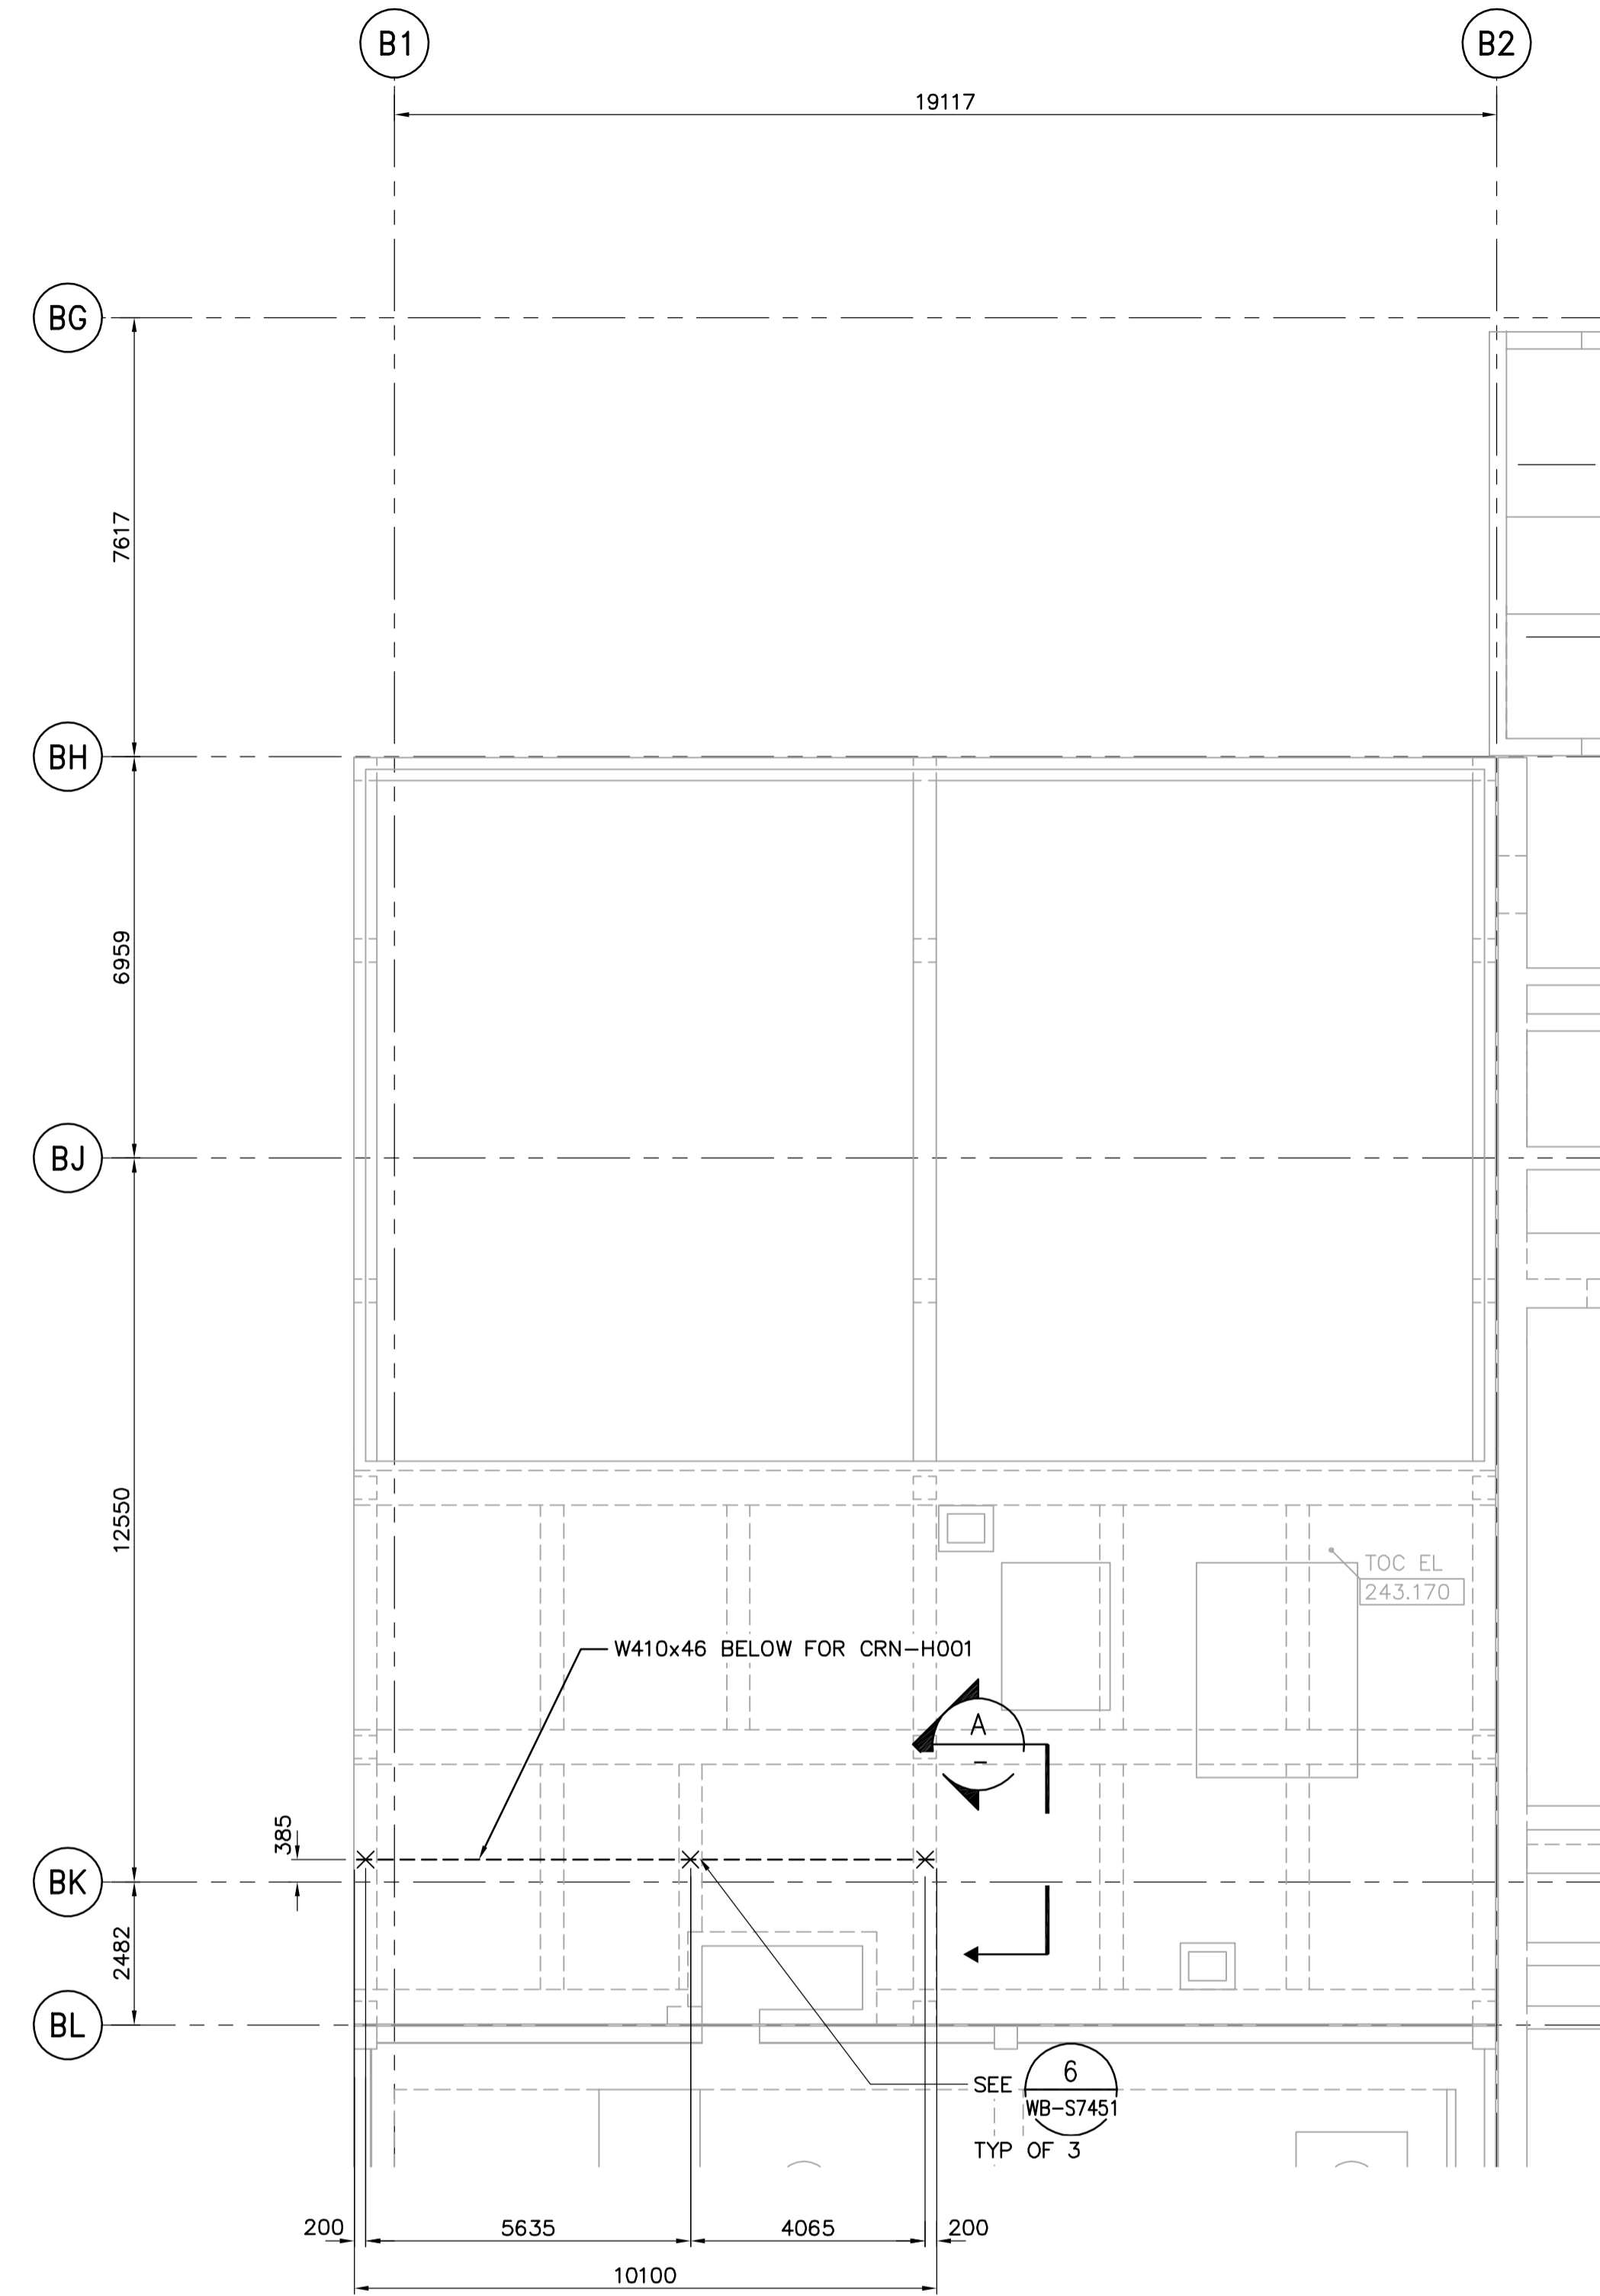 B1
B2
19117
BG
7617
BH
6959
BJ
12550
TOC EL
243.170
W410x46 BELOW FOR CRN-H001
A
-
385
BK
2482
BL
SEE
6
WB-S7451
TYP OF 3
200
5635
4065
200
10100